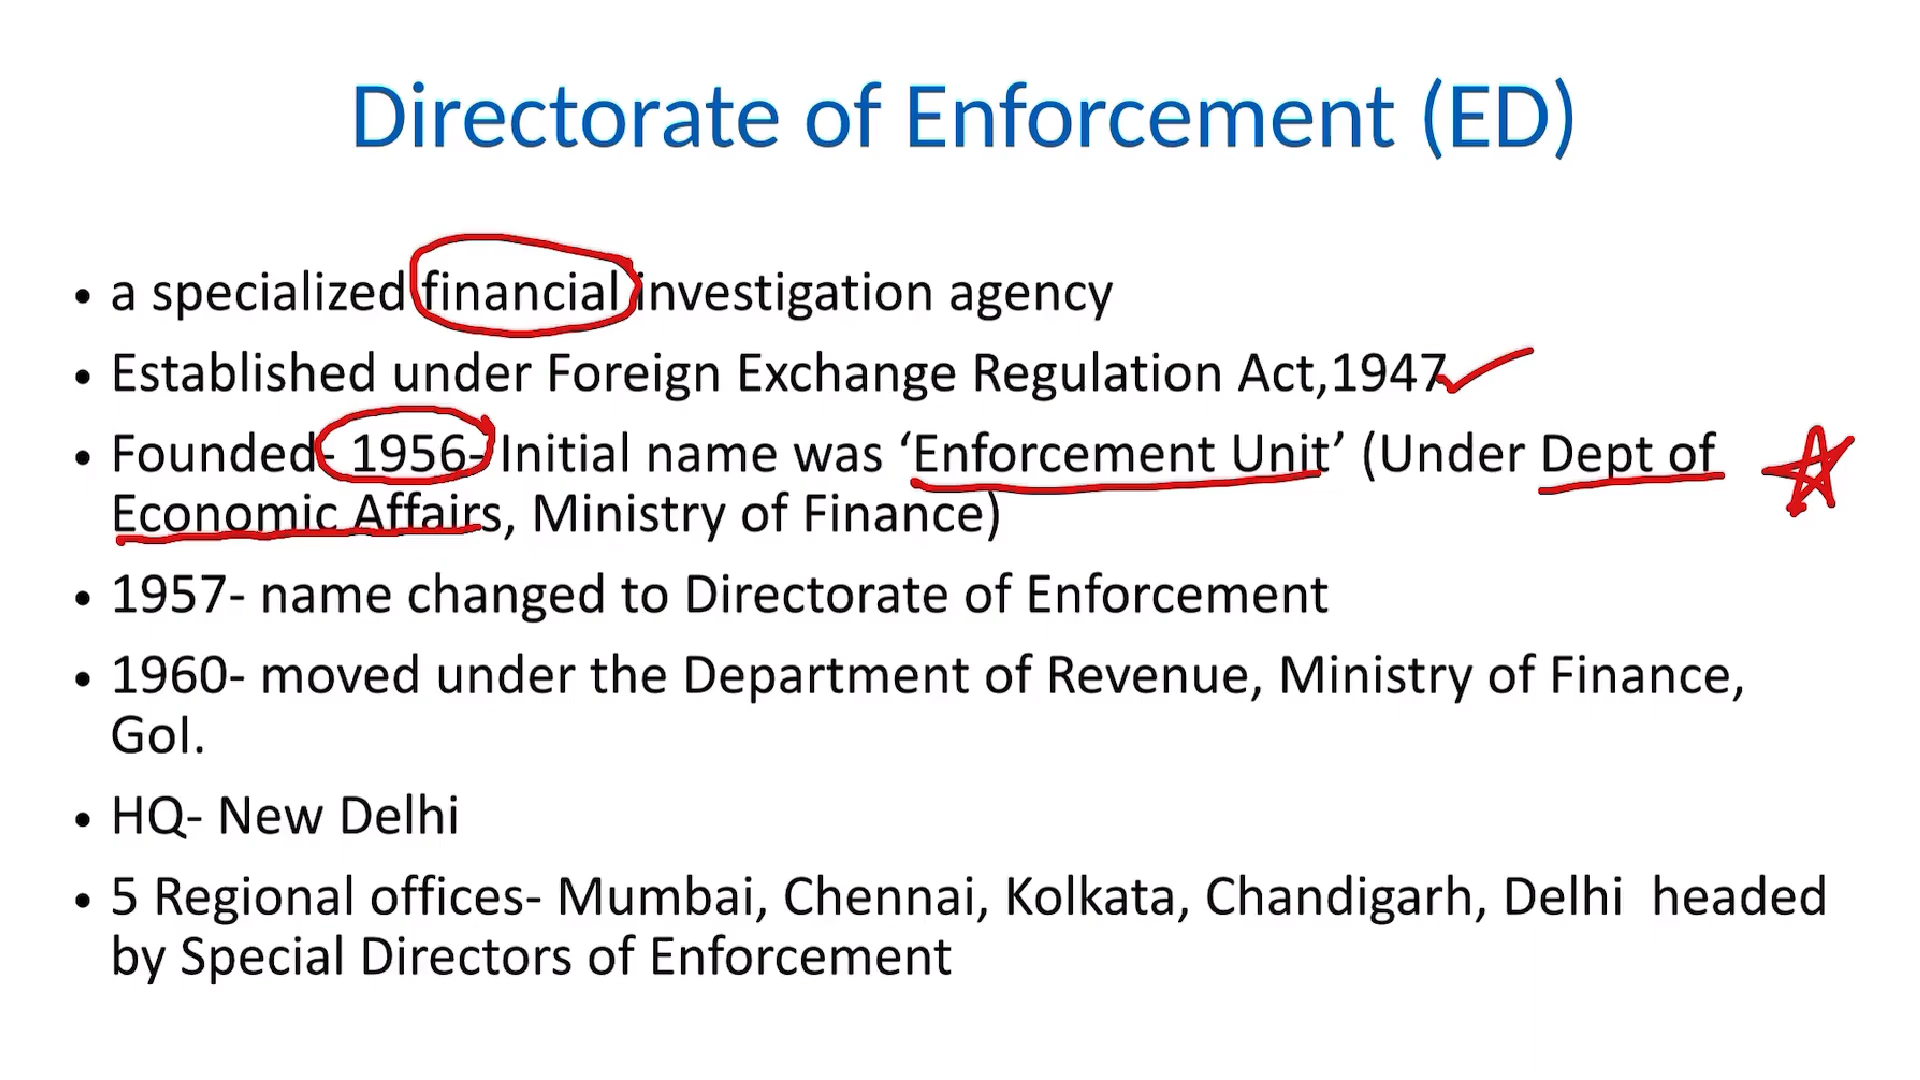 Directorate of Enforcement (ED)
• a specialized financial investigation agency
• Established under Foreign Exchange Regulation Act,1947
• Founded- 1956- Initial name was ‘Enforcement Unit’ (Under Dept of
Economic Affairs, Ministry of Finance)
• 1957- name changed to Directorate of Enforcement
• 1960- moved under the Department of Revenue, Ministry of Finance,
GoI.
• HQ- New Delhi
• 5 Regional offices- Mumbai, Chennai, Kolkata, Chandigarh, Delhi  headed
by Special Directors of Enforcement